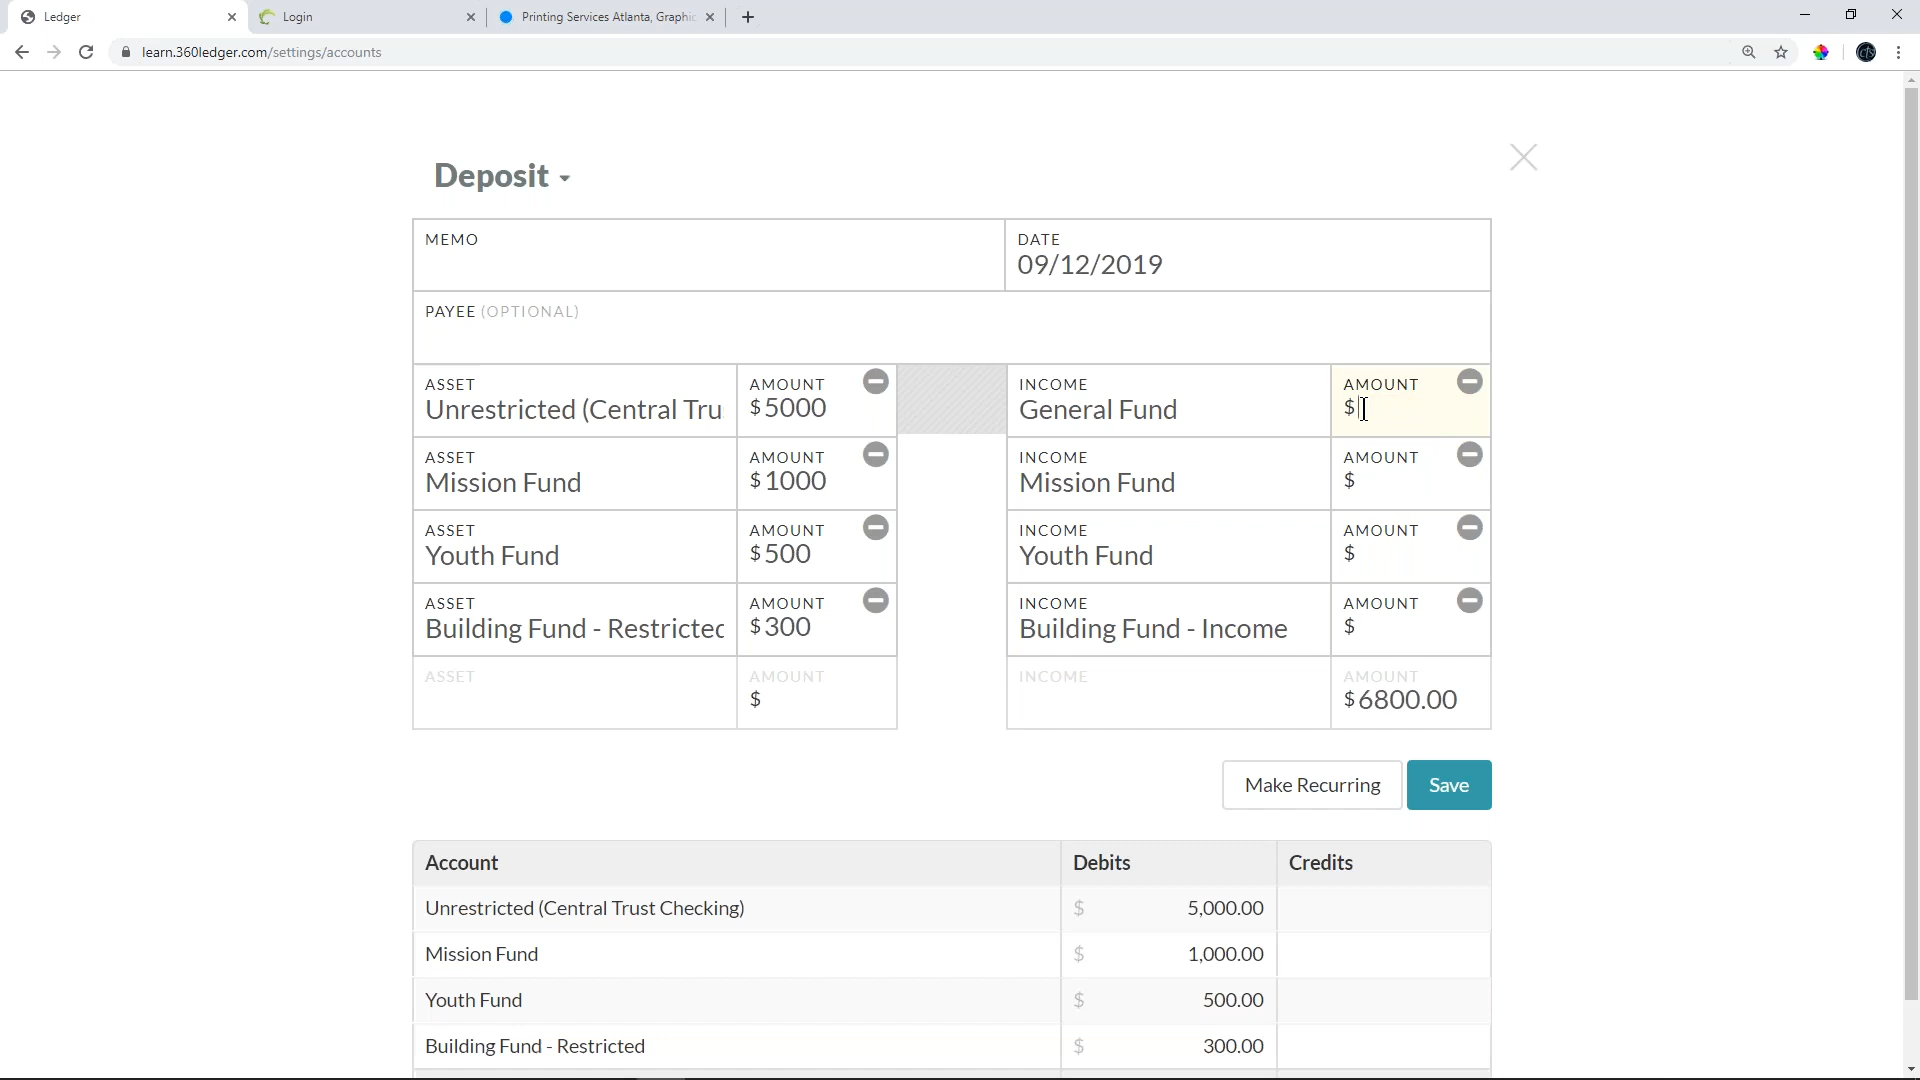 Ledger
Login
Printing Services Atlanta, Graphic
learn.360ledger.com/settings/accounts
Deposit
MEMO
DATE
09/12/2019
PAYEE (OPTIONAL)
ASSET
Unrestricted (Central Tru
AMOUNT
$5000
INCOME
General Fund
AMOUNT
$
ASSET
Mission Fund
AMOUNT
$1000
INCOME
Mission Fund
AMOUNT
$
ASSET
Youth Fund
AMOUNT
$500
INCOME
Youth Fund
AMOUNT
$
ASSET
Building Fund - Restricted
AMOUNT
$300
INCOME
Building Fund - Income
AMOUNT
$
ASSET
AMOUNT
$
INCOME
AMOUNT
$6800.00
Make Recurring
Save
Account Debits Credits
Unrestricted (Central Trust Checking) $ 5,000.00
Mission Fund $ 1,000.00
Youth Fund $ 500.00
Building Fund - Restricted $ 300.00